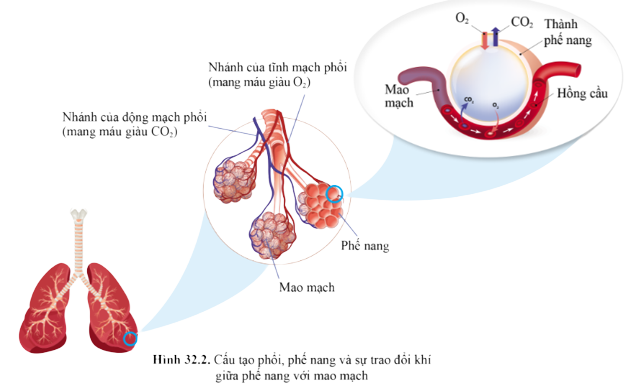 O₂
CO₂
Thành
phế nang
Mao
mạch
Hồng cầu
CO₂
O₂
Nhánh của tĩnh mạch phổi
(mang máu giàu O₂)
Nhánh của động mạch phổi
(mang máu giàu CO₂)
Phế nang
Mao mạch
Hình 32.2. Cấu tạo phổi, phế nang và sự trao đổi khí
giữa phế nang với mao mạch